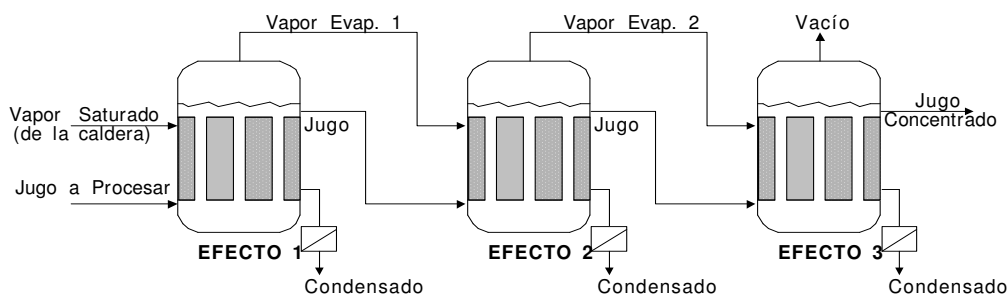 Vapor Evap. 1
Vapor Evap. 2
Vacío
Vapor Saturado
(de la caldera)
Jugo
Jugo
Jugo
Concentrado
Jugo a Procesar
EFECTO 1
EFECTO 2
EFECTO 3
Condensado
Condensado
Condensado